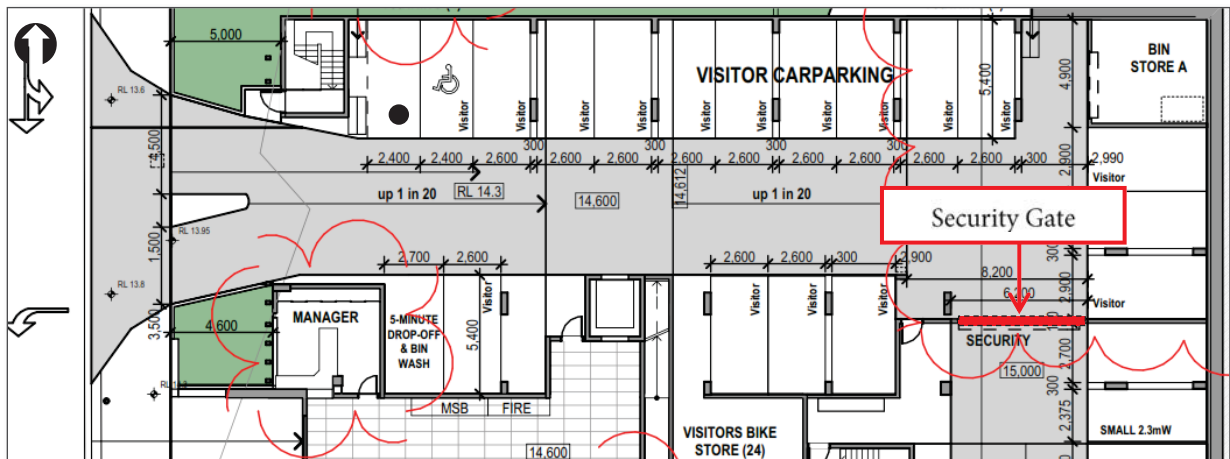 5,000
RL 13.6
4,500
Visitor
Visitor
Visitor
Visitor
Visitor
Visitor
Visitor
Visitor
Visitor
Visitor
VISITOR CARPARKING
5,400
4,900
BIN
STORE A
300
300
300
300
2,400
2,400
2,600
2,600
2,600
2,600
2,600
2,600
2,600
2,600
2,600
300
2,900
2,990
Visitor
up 1 in 20
RL 14.3
14,600
14,612
up 1 in 20
Security Gate
RL 13.95
1,500
RL 13.8
3,500
4,600
MANAGER
2,700
2,600
5-MINUTE
DROP-OFF
& BIN
WASH
5,400
Visitor
MSB
FIRE
2,600
2,600
300
2,900
Visitor
Visitor
Visitor
8,200
6,200
300
2,900
Visitor
SECURITY
15,000
2,700
300
2,375
SMALL 2.3mW
VISITORS BIKE
STORE (24)
14,600